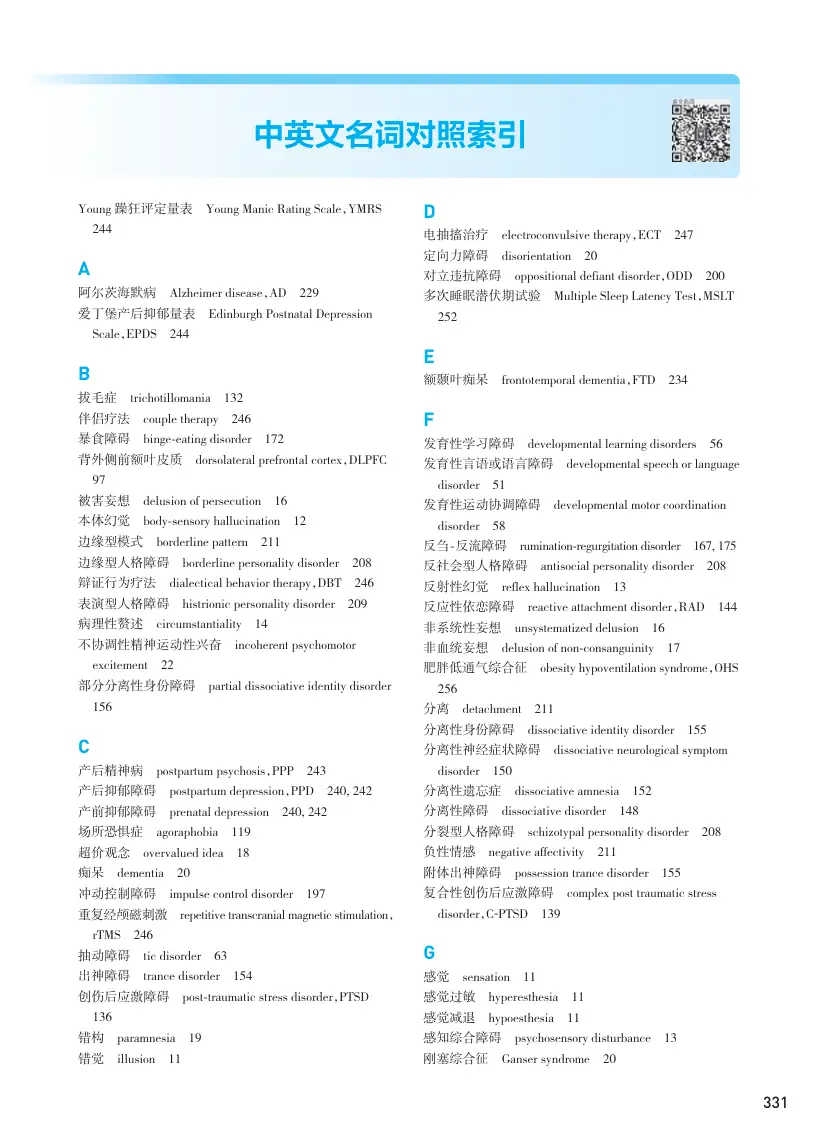 中英文名词对照索引
Young 躁狂评定量表 Young Manic Rating Scale,YMRS
244
A
阿尔茨海默病 Alzheimer disease,AD 229
爱丁堡产后抑郁量表 Edinburgh Postnatal Depression
Scale,EPDS 244
B
拔毛症 trichotillomania 132
伴侣疗法 couple therapy 246
暴食障碍 binge-eating disorder 172
背外侧前额叶皮质 dorsolateral prefrontal cortex,DLPFC
97
被害妄想 delusion of persecution 16
本体幻觉 body-sensory hallucination 12
边缘型模式 borderline pattern 211
边缘型人格障碍 borderline personality disorder 208
辩证行为疗法 dialectical behavior therapy,DBT 246
表演型人格障碍 histrionic personality disorder 209
病理性赘述 circumstantiality 14
不协调性精神运动性兴奋 incoherent psychomotor
excitement 22
部分分离性身份障碍 partial dissociative identity disorder
156
C
产后精神病 postpartum psychosis,PPP 243
产后抑郁障碍 postpartum depression,PPD 240,242
产前抑郁障碍 prenatal depression 240,242
场所恐惧症 agoraphobia 119
超价观念 overvalued idea 18
痴呆 dementia 20
冲动控制障碍 impulse control disorder 197
重复经颅磁刺激 repetitive transcranial magnetic stimulation,
rTMS 246
抽动障碍 tic disorder 63
出神障碍 trance disorder 154
创伤后应激障碍 post-traumatic stress disorder,PTSD
136
错构 paramnesia 19
错觉 illusion 11
D
电抽搐治疗 electroconvulsive therapy,ECT 247
定向力障碍 disorientation 20
对立违抗障碍 oppositional defiant disorder,ODD 200
多次睡眠潜伏期试验 Multiple Sleep Latency Test,MSLT
252
E
额颞叶痴呆 frontotemporal dementia,FTD 234
F
发育性学习障碍 developmental learning disorders 56
发育性言语或语言障碍 developmental speech or language
disorder 51
发育性运动协调障碍 developmental motor coordination
disorder 58
反刍-反流障碍 rumination-regurgitation disorder 167,175
反社会型人格障碍 antisocial personality disorder 208
反射性幻觉 reflex hallucination 13
反应性依恋障碍 reactive attachment disorder,RAD 144
非系统性妄想 unsystematized delusion 16
非血统妄想 delusion of non-consanguinity 17
肥胖低通气综合征 obesity hypoventilation syndrome,OHS
256
分离 detachment 211
分离性身份障碍 dissociative identity disorder 155
分离性神经症状障碍 dissociative neurological symptom
disorder 150
分离性遗忘症 dissociative amnesia 152
分离性障碍 dissociative disorder 148
分裂型人格障碍 schizotypal personality disorder 208
负性情感 negative affectivity 211
附体出神障碍 possession trance disorder 155
复合性创伤后应激障碍 complex post traumatic stress
disorder,C-PTSD 139
G
感觉 sensation 11
感觉过敏 hyperesthesia 11
感觉减退 hypoesthesia 11
感知综合障碍 psychosensory disturbance 13
刚塞综合征 Ganser syndrome 20
331